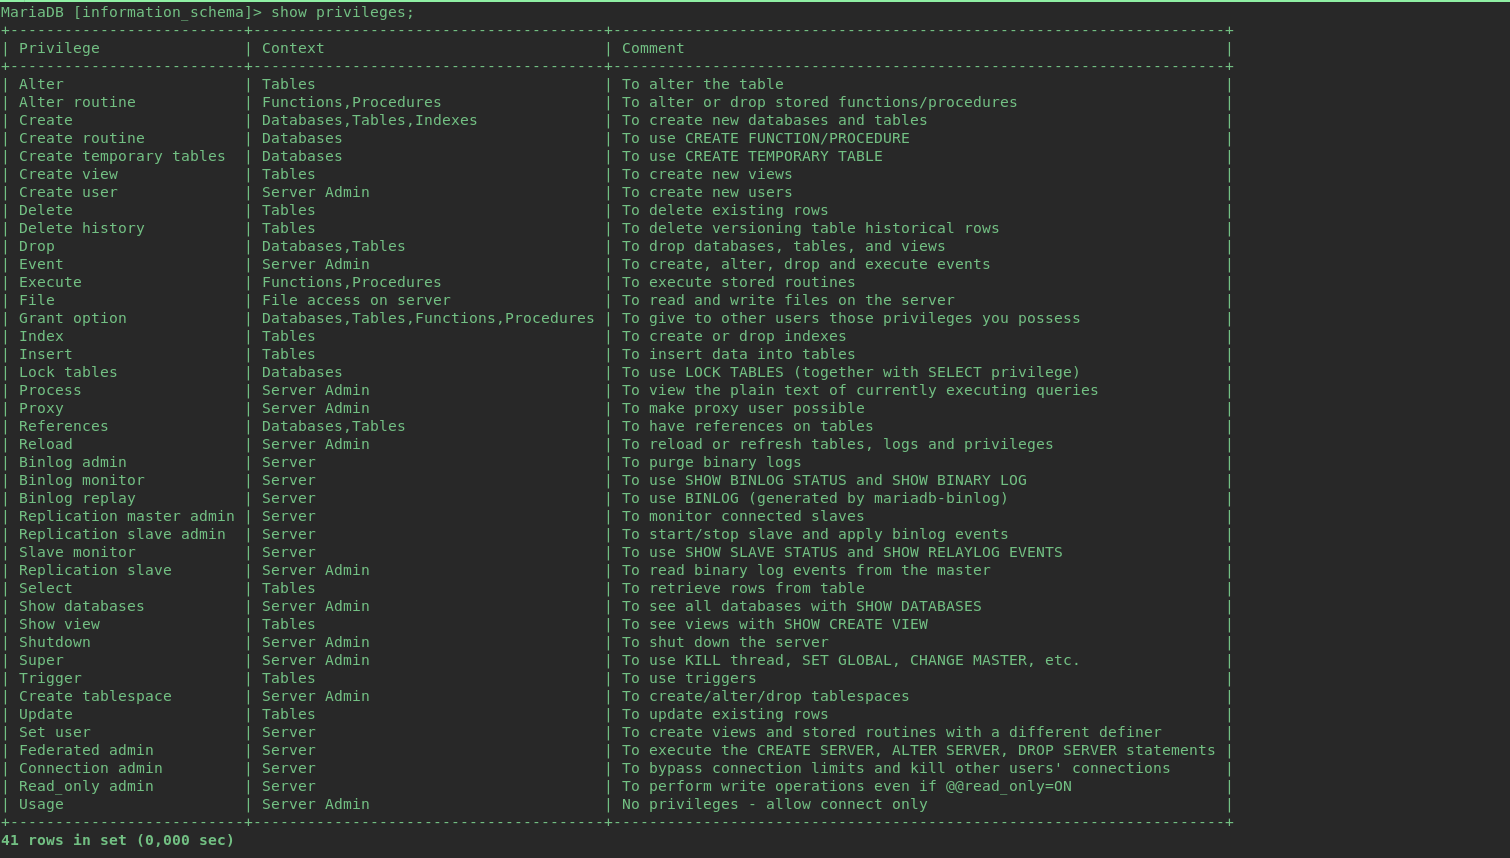 MariaDB [information_schema]> show privileges;
+--------------------------+---------------------------------------+--------------------------------------------------------------------+
| Privilege                | Context                               | Comment                                                            |
+--------------------------+---------------------------------------+--------------------------------------------------------------------+
| Alter                    | Tables                                | To alter the table                                                 |
| Alter routine            | Functions,Procedures                  | To alter or drop stored functions/procedures                       |
| Create                   | Databases,Tables,Indexes              | To create new databases and tables                                 |
| Create routine           | Databases                             | To use CREATE FUNCTION/PROCEDURE                                   |
| Create temporary tables  | Databases                             | To use CREATE TEMPORARY TABLE                                      |
| Create view              | Tables                                | To create new views                                                |
| Create user              | Server Admin                          | To create new users                                                |
| Delete                   | Tables                                | To delete existing rows                                            |
| Delete history           | Tables                                | To delete versioning table historical rows                         |
| Drop                     | Databases,Tables                      | To drop databases, tables, and views                               |
| Event                    | Server Admin                          | To create, alter, drop and execute events                          |
| Execute                  | Functions,Procedures                  | To execute stored routines                                         |
| File                     | File access on server                 | To read and write files on the server                              |
| Grant option             | Databases,Tables,Functions,Procedures | To give to other users those privileges you possess                |
| Index                    | Tables                                | To create or drop indexes                                          |
| Insert                   | Tables                                | To insert data into tables                                         |
| Lock tables              | Databases                             | To use LOCK TABLES (together with SELECT privilege)                |
| Process                  | Server Admin                          | To view the plain text of currently executing queries              |
| Proxy                    | Server Admin                          | To make proxy user possible                                        |
| References               | Databases,Tables                      | To have references on tables                                       |
| Reload                   | Server Admin                          | To reload or refresh tables, logs and privileges                   |
| Binlog admin             | Server                                | To purge binary logs                                               |
| Binlog monitor           | Server                                | To use SHOW BINLOG STATUS and SHOW BINARY LOG                      |
| Binlog replay            | Server                                | To use BINLOG (generated by mariadb-binlog)                        |
| Replication master admin | Server                                | To monitor connected slaves                                        |
| Replication slave admin  | Server                                | To start/stop slave and apply binlog events                        |
| Slave monitor            | Server                                | To use SHOW SLAVE STATUS and SHOW RELAYLOG EVENTS                  |
| Replication slave        | Server Admin                          | To read binary log events from the master                          |
| Select                   | Tables                                | To retrieve rows from table                                        |
| Show databases           | Server Admin                          | To see all databases with SHOW DATABASES                           |
| Show view                | Tables                                | To see views with SHOW CREATE VIEW                                 |
| Shutdown                 | Server Admin                          | To shut down the server                                            |
| Super                    | Server Admin                          | To use KILL thread, SET GLOBAL, CHANGE MASTER, etc.                |
| Trigger                  | Tables                                | To use triggers                                                    |
| Create tablespace        | Server Admin                          | To create/alter/drop tablespaces                                   |
| Update                   | Tables                                | To update existing rows                                            |
| Set user                 | Server                                | To create views and stored routines with a different definer       |
| Federated admin          | Server                                | To execute the CREATE SERVER, ALTER SERVER, DROP SERVER statements |
| Connection admin         | Server                                | To bypass connection limits and kill other users' connections      |
| Read_only admin          | Server                                | To perform write operations even if @@read_only=ON                 |
| Usage                    | Server Admin                          | No privileges - allow connect only                                 |
+--------------------------+---------------------------------------+--------------------------------------------------------------------+
41 rows in set (0,000 sec)